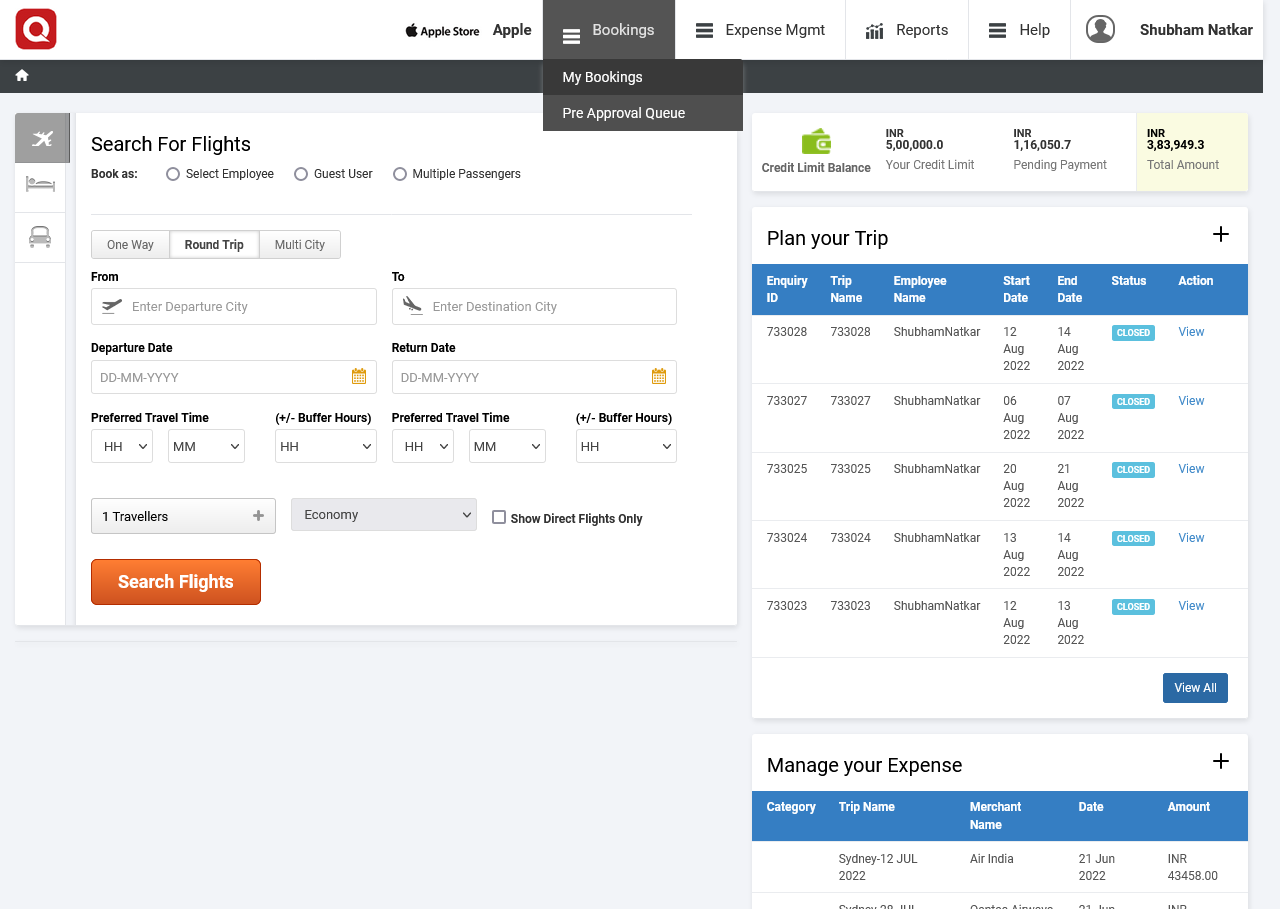 Apple Store Apple Bookings Expense Mgmt Reports Help Shubham Natkar
My Bookings
Pre Approval Queue
Search For Flights
Book as: Select Employee Guest User Multiple Passengers
One Way Round Trip Multi City
From To
Enter Departure City Enter Destination City
Departure Date Return Date
DD-MM-YYYY DD-MM-YYYY
Preferred Travel Time (+/- Buffer Hours) Preferred Travel Time (+/- Buffer Hours)
HH MM HH HH MM HH
1 Travellers Economy Show Direct Flights Only
Search Flights
Credit Limit Balance
INR
5,00,000.0
Your Credit Limit
INR
1,16,050.7
Pending Payment
INR
3,83,949.3
Total Amount
Plan your Trip
Enquiry Trip Employee Start End Status Action
ID Name Name Date Date
733028 733028 ShubhamNatkar 12 14 CLOSED View
Aug Aug
2022 2022
733027 733027 ShubhamNatkar 06 07 CLOSED View
Aug Aug
2022 2022
733025 733025 ShubhamNatkar 20 21 CLOSED View
Aug Aug
2022 2022
733024 733024 ShubhamNatkar 13 14 CLOSED View
Aug Aug
2022 2022
733023 733023 ShubhamNatkar 12 13 CLOSED View
Aug Aug
2022 2022
View All
Manage your Expense
Category Trip Name Merchant Date Amount
Name
Sydney-12 JUL Air India 21 Jun INR
2022 2022 43458.00
Sydney-28 JUL Qantas Airways 21 Jun INR